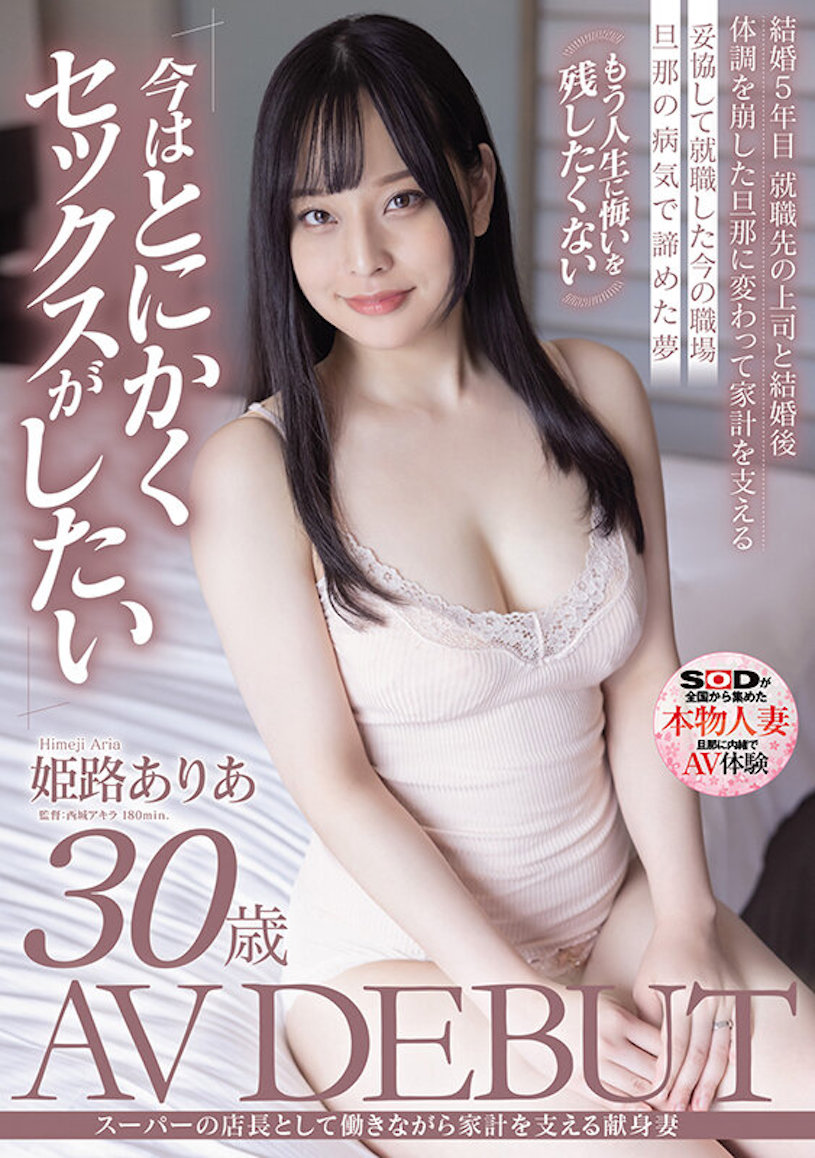 結婚5年目 就職先の上司と結婚後
体調を崩した旦那に変わって家計を支える
妥協して就職した今の職場
旦那の病気で諦めた夢
(もう人生に悔いを
残したくない)
「今はとにかく
セックスがしたい」
SODが
全国から集めた
本物人妻
旦那に内緒で
AV体験
Himeji Aria
姫路ありあ
監督:西城アキラ 180min.
30歳
AV DEBUT
スーパーの店長として働きながら家計を支える献身妻